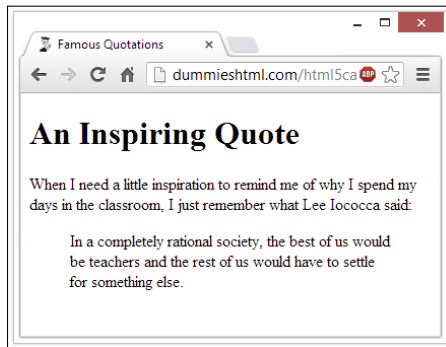 Famous Quotations
dummieshtml.com/html5ca
ABP
An Inspiring Quote
When I need a little inspiration to remind me of why I spend my
days in the classroom, I just remember what Lee Iococca said:
In a completely rational society, the best of us would
be teachers and the rest of us would have to settle
for something else.